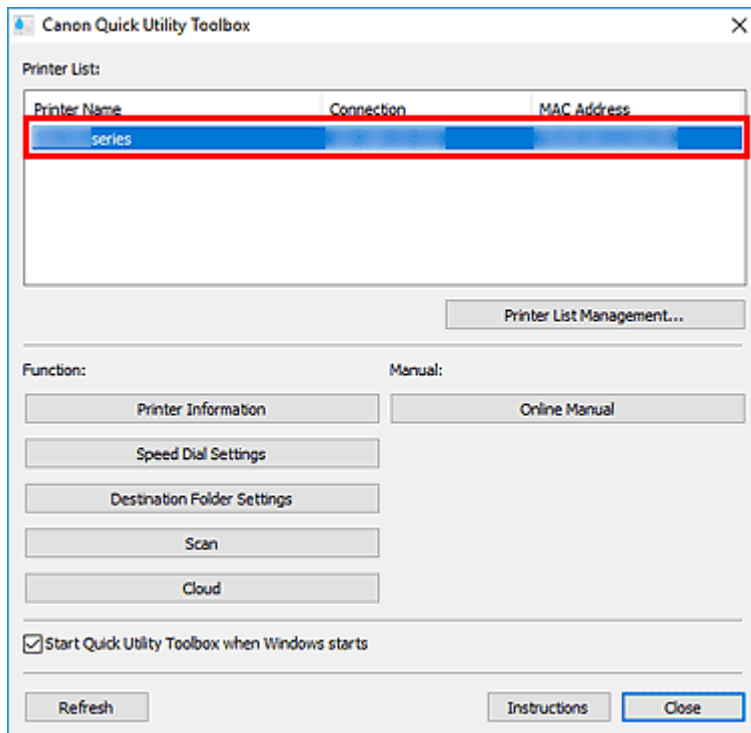 Canon Quick Utility Toolbox
Printer List:
Printer Name Connection MAC Address
series
Printer List Management...
Function: Manual:
Printer Information Online Manual
Speed Dial Settings
Destination Folder Settings
Scan
Cloud
Start Quick Utility Toolbox when Windows starts
Refresh Instructions Close